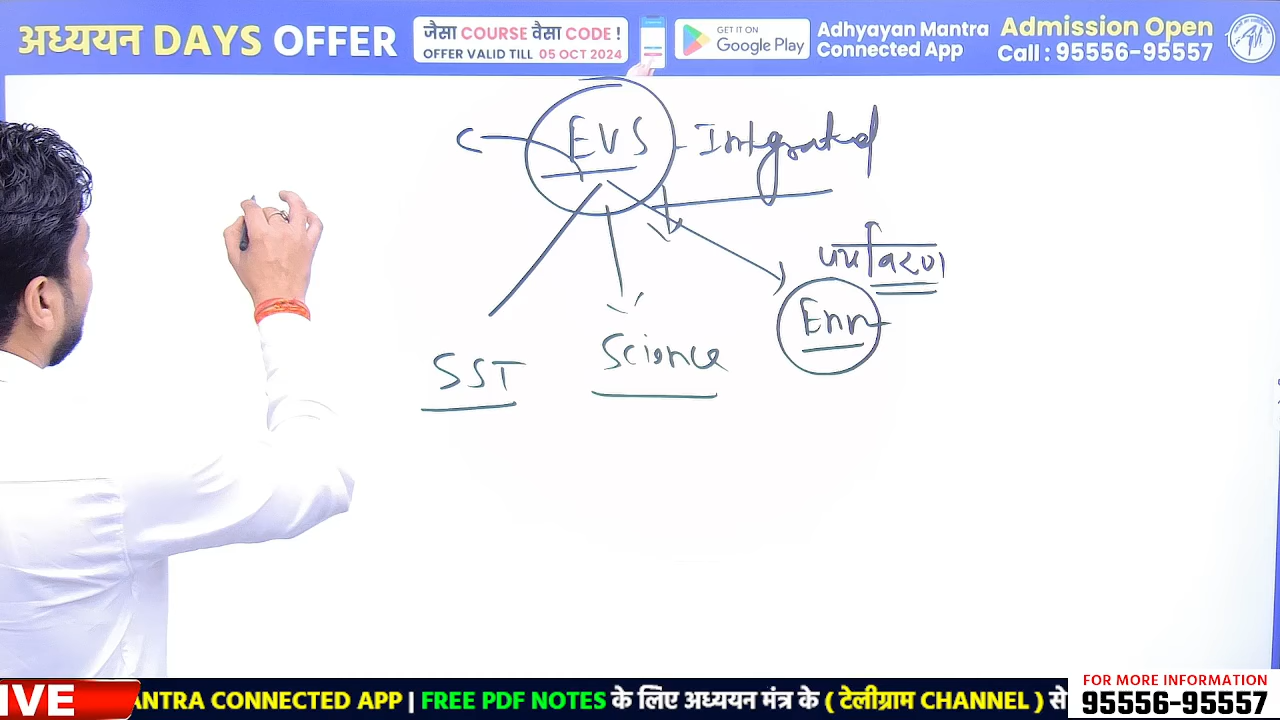 अध्ययन DAYS OFFER
जैसा COURSE वैसा CODE !
OFFER VALID TILL 05 OCT 2024
GET IT ON
Google Play
Adhyayan Mantra
Connected App
Admission Open
Call : 95556-95557
C
EVS - Integrated
पर्यावरण
Env
SST
Science
IVE
ANTRA CONNECTED APP | FREE PDF NOTES के लिए अध्ययन मंत्र के ( टेलीग्राम CHANNEL ) से
FOR MORE INFORMATION
95556-95557